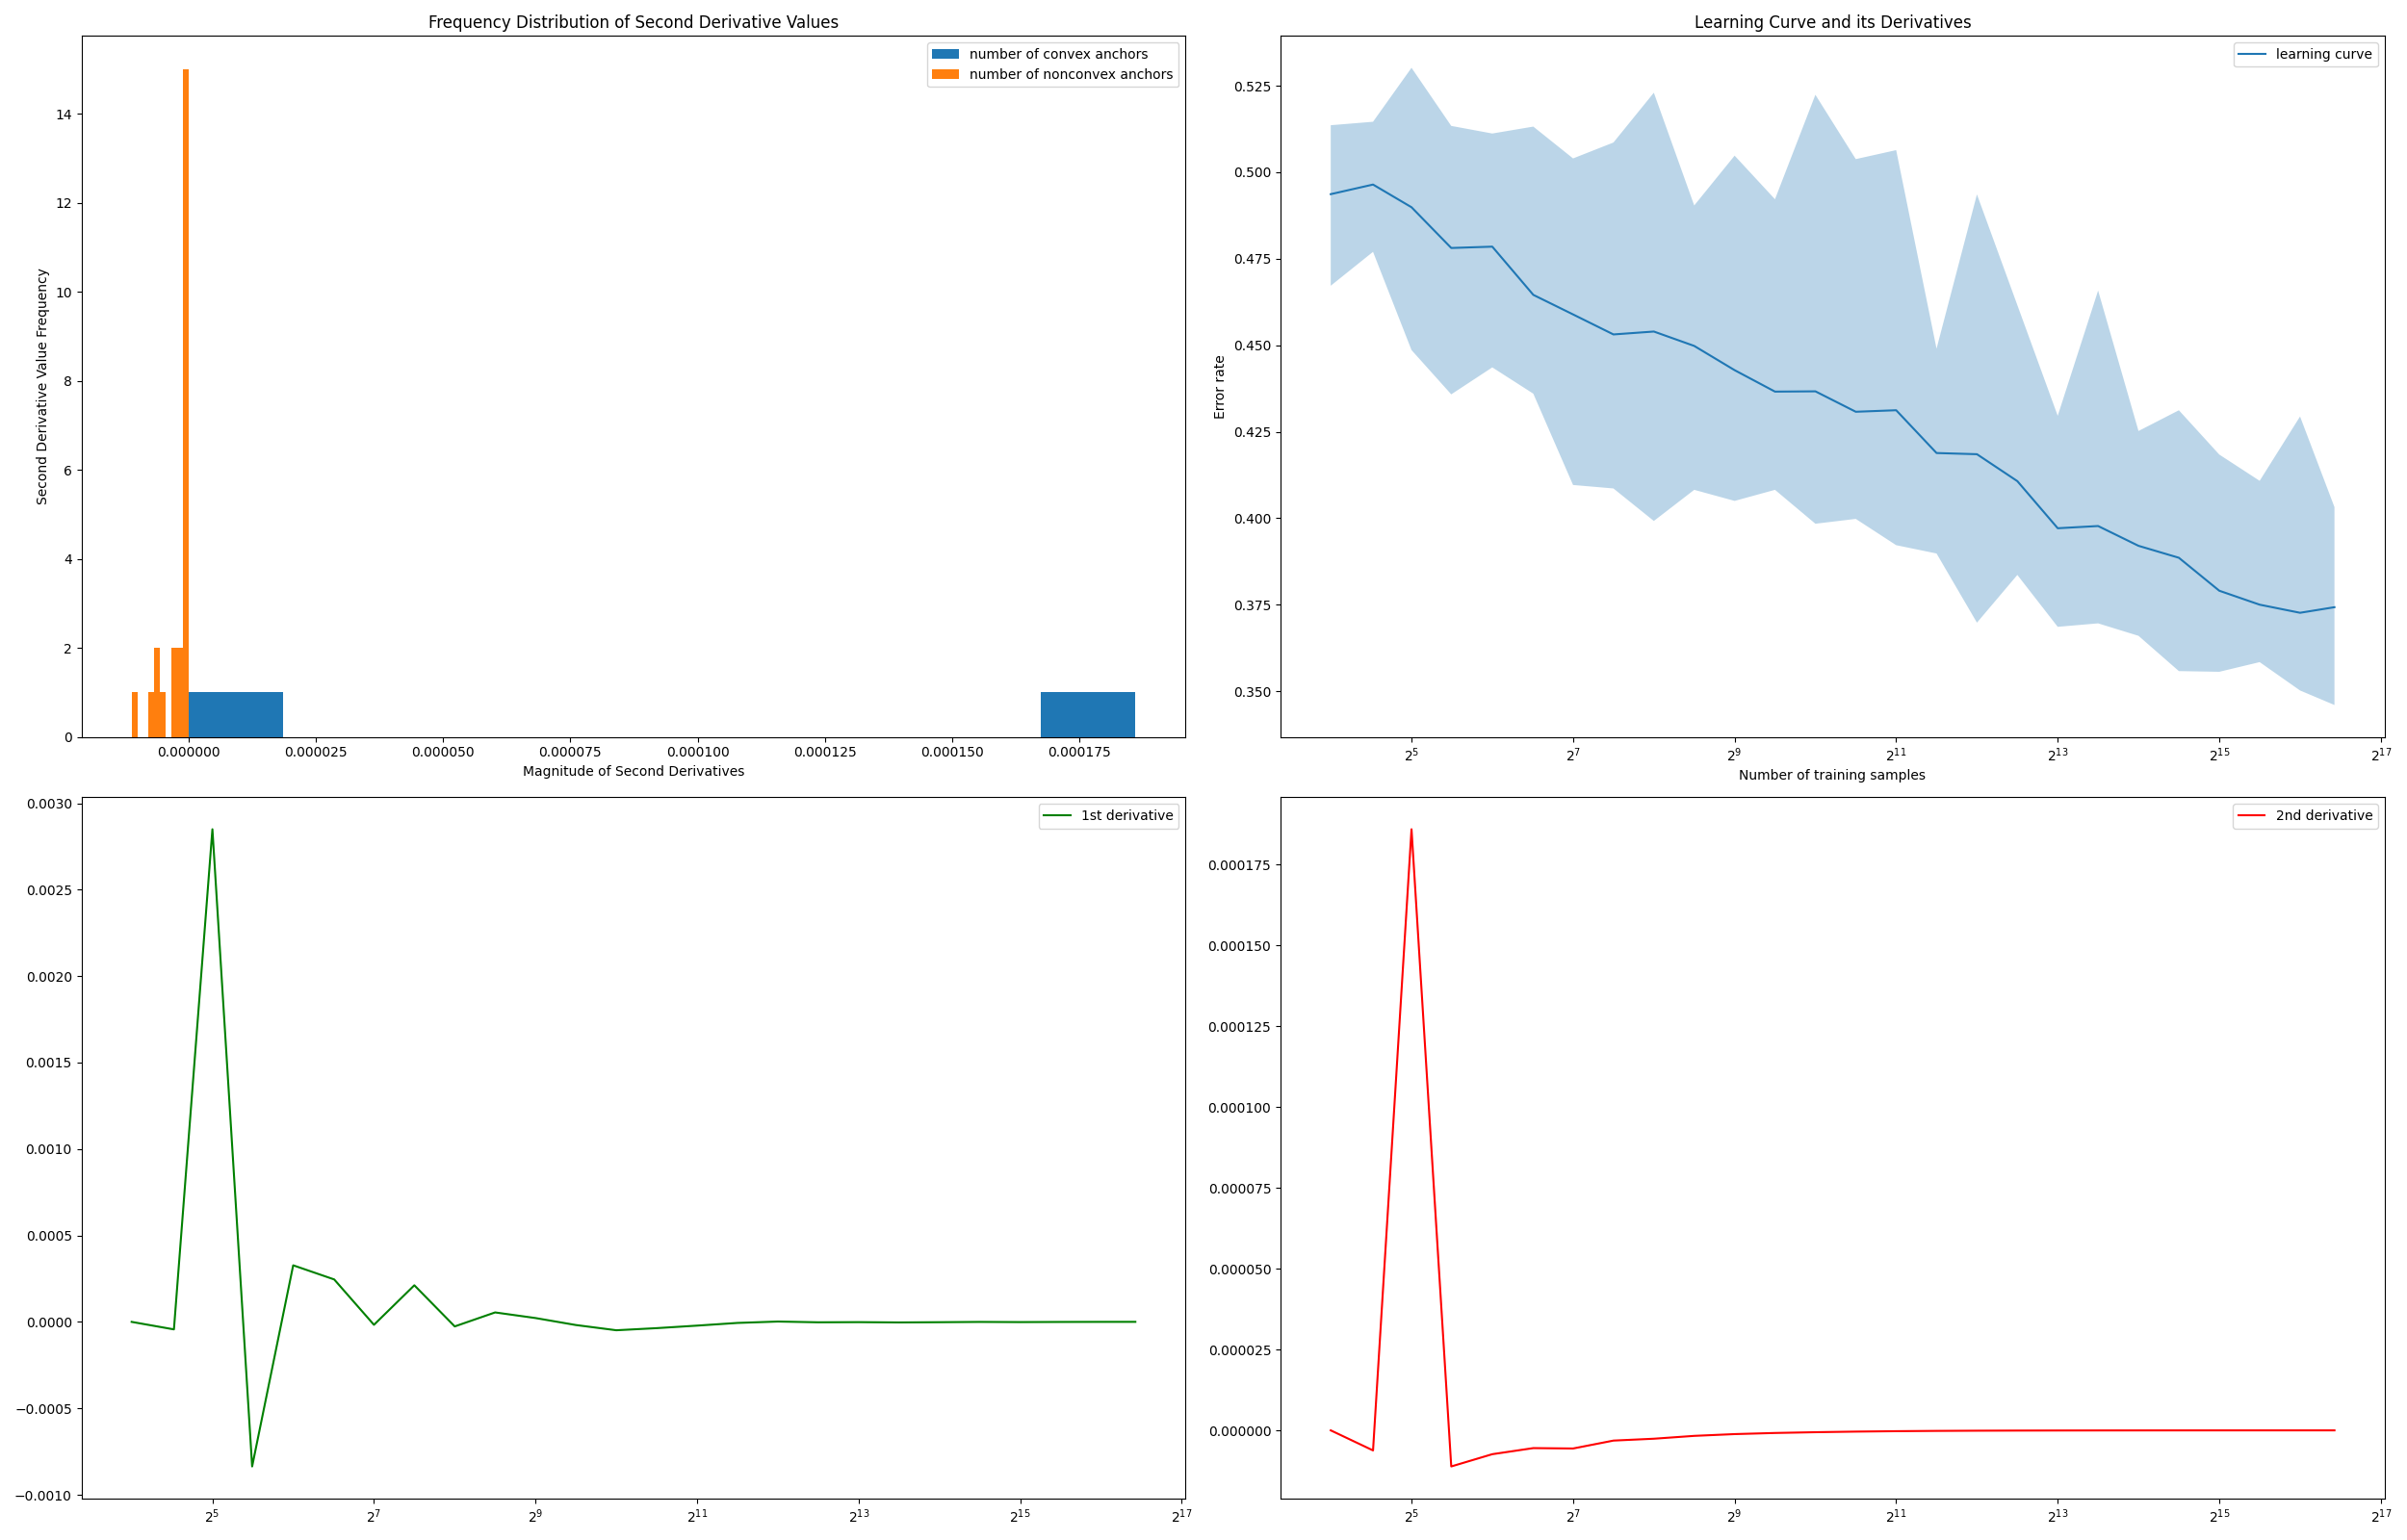 Frequency Distribution of Second Derivative Values
number of convex anchors
number of nonconvex anchors
Second Derivative Value Frequency
14
12
10
8
6
4
2
0
0.000000 0.000025 0.000050 0.000075 0.000100 0.000125 0.000150 0.000175
Magnitude of Second Derivatives
Learning Curve and its Derivatives
learning curve
Error rate
0.525
0.500
0.475
0.450
0.425
0.400
0.375
0.350
2^5 2^7 2^9 2^11 2^13 2^15 2^17
Number of training samples
1st derivative
0.0030
0.0025
0.0020
0.0015
0.0010
0.0005
0.0000
−0.0005
−0.0010
2^5 2^7 2^9 2^11 2^13 2^15 2^17
2nd derivative
0.000175
0.000150
0.000125
0.000100
0.000075
0.000050
0.000025
0.000000
2^5 2^7 2^9 2^11 2^13 2^15 2^17